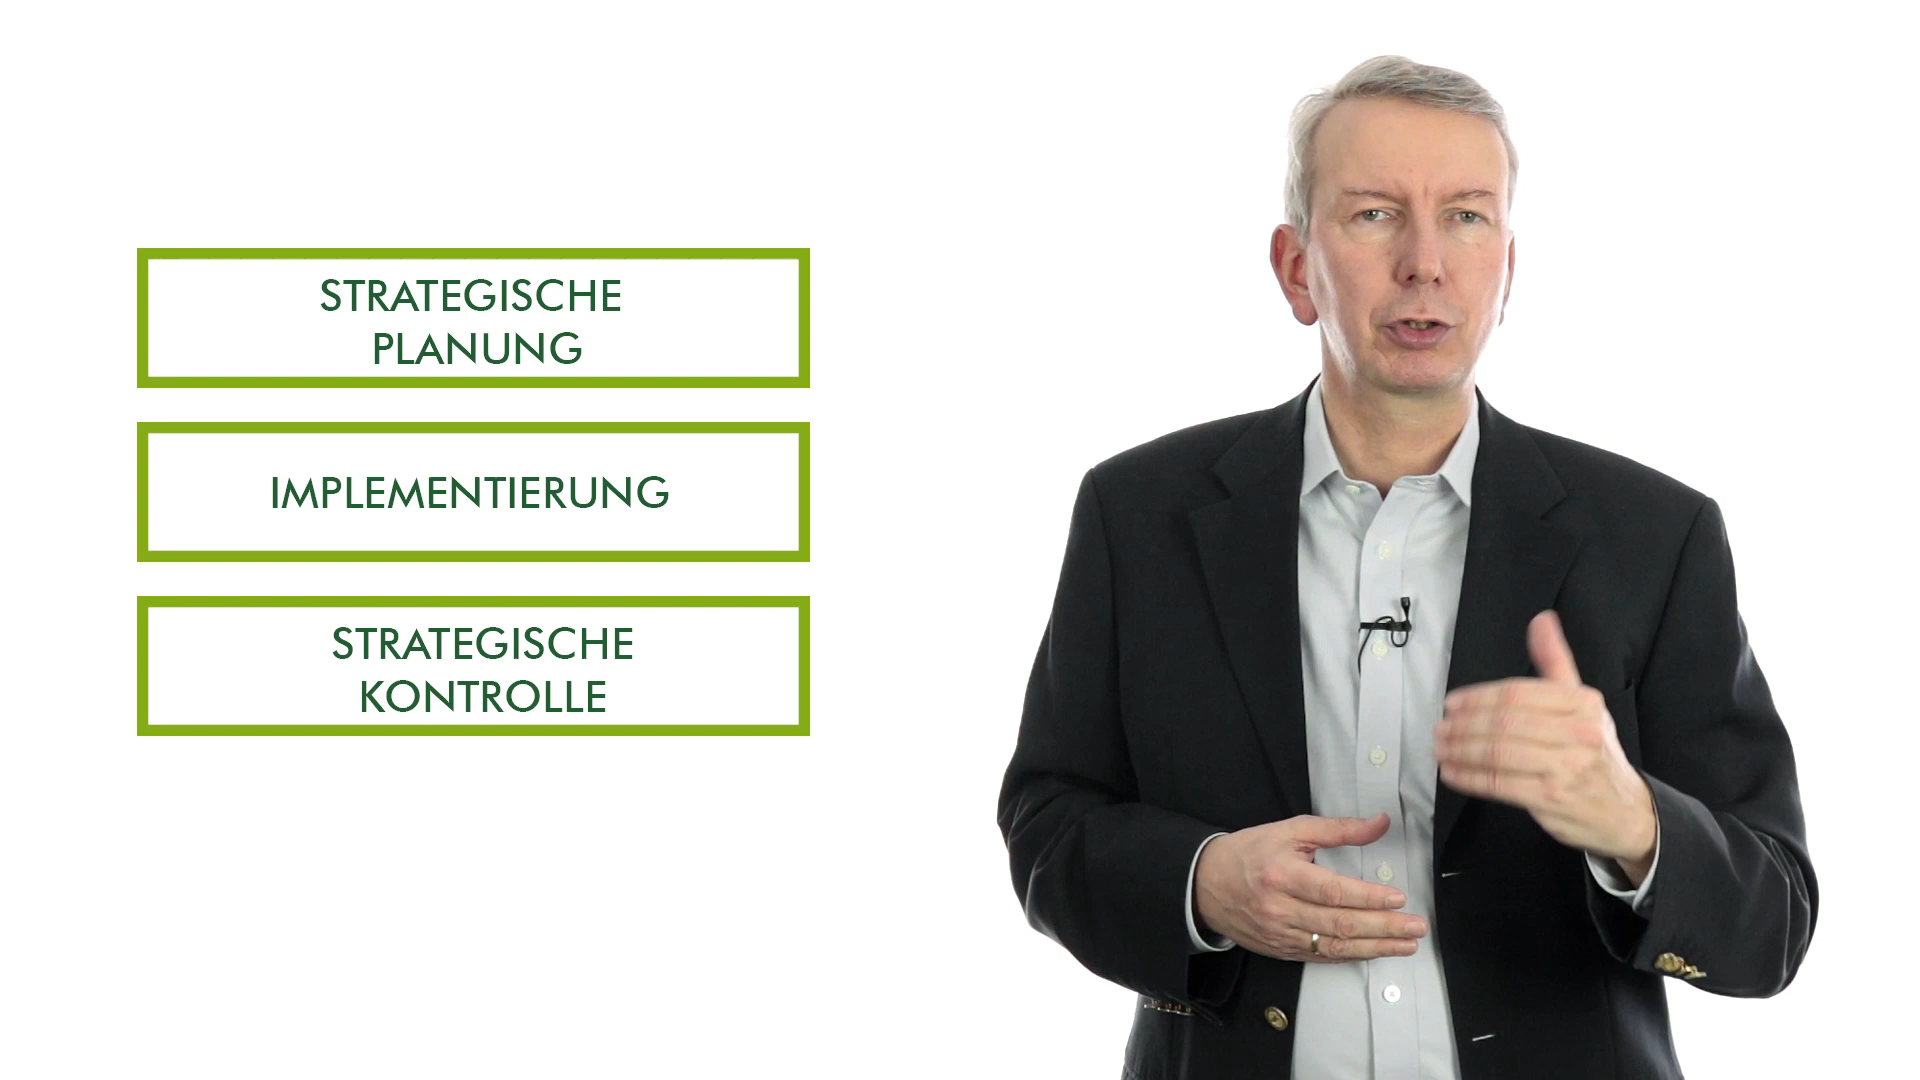 STRATEGISCHE
PLANUNG
IMPLEMENTIERUNG
STRATEGISCHE
KONTROLLE